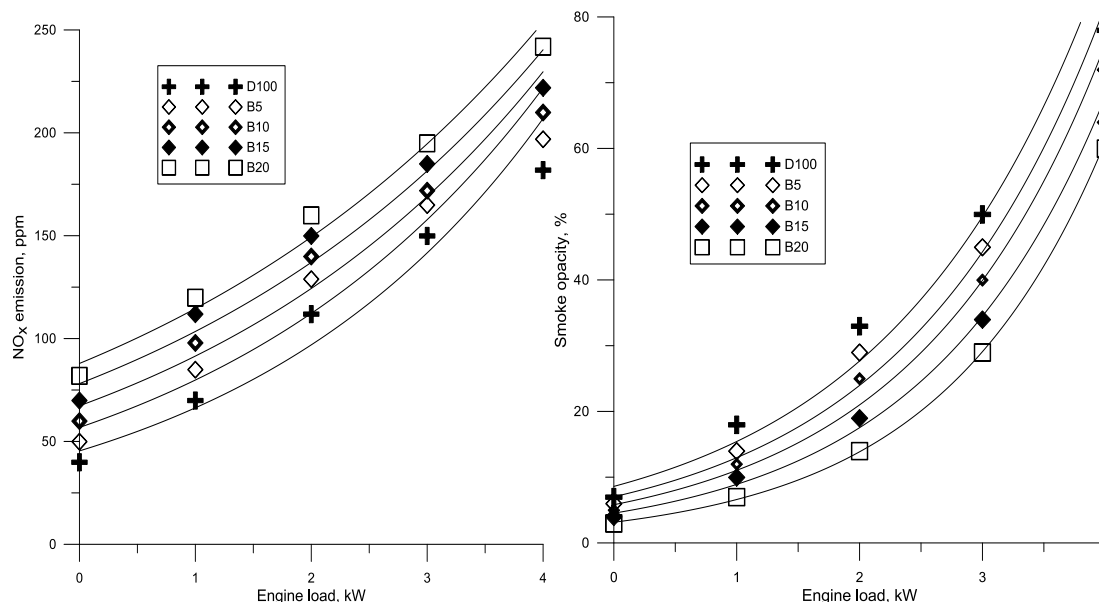 250
200
150
100
50
0
NOX emission, ppm
D100
B5
B10
B15
B20
0 1 2 3 4
Engine load, kW
80
60
40
20
0
Smoke opacity, %
D100
B5
B10
B15
B20
0 1 2 3
Engine load, kW